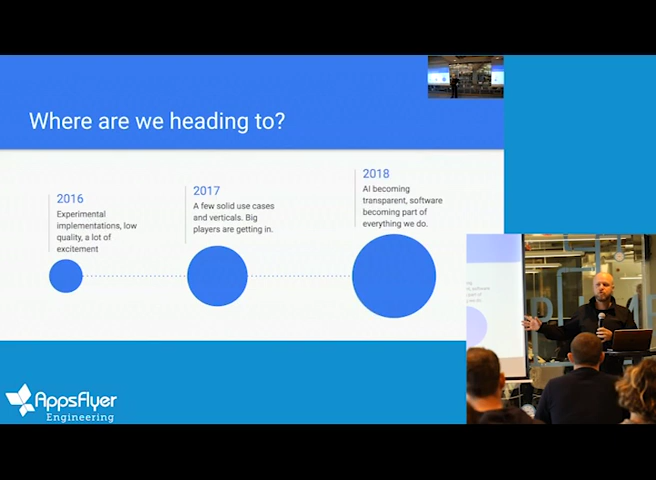 Where are we heading to?
2016
Experimental
implementations, low
quality, a lot of
excitement
2017
A few solid use cases
and verticals. Big
players are getting in.
2018
AI becoming
transparent, software
becoming part of
everything we do.
AppsFlyer
Engineering